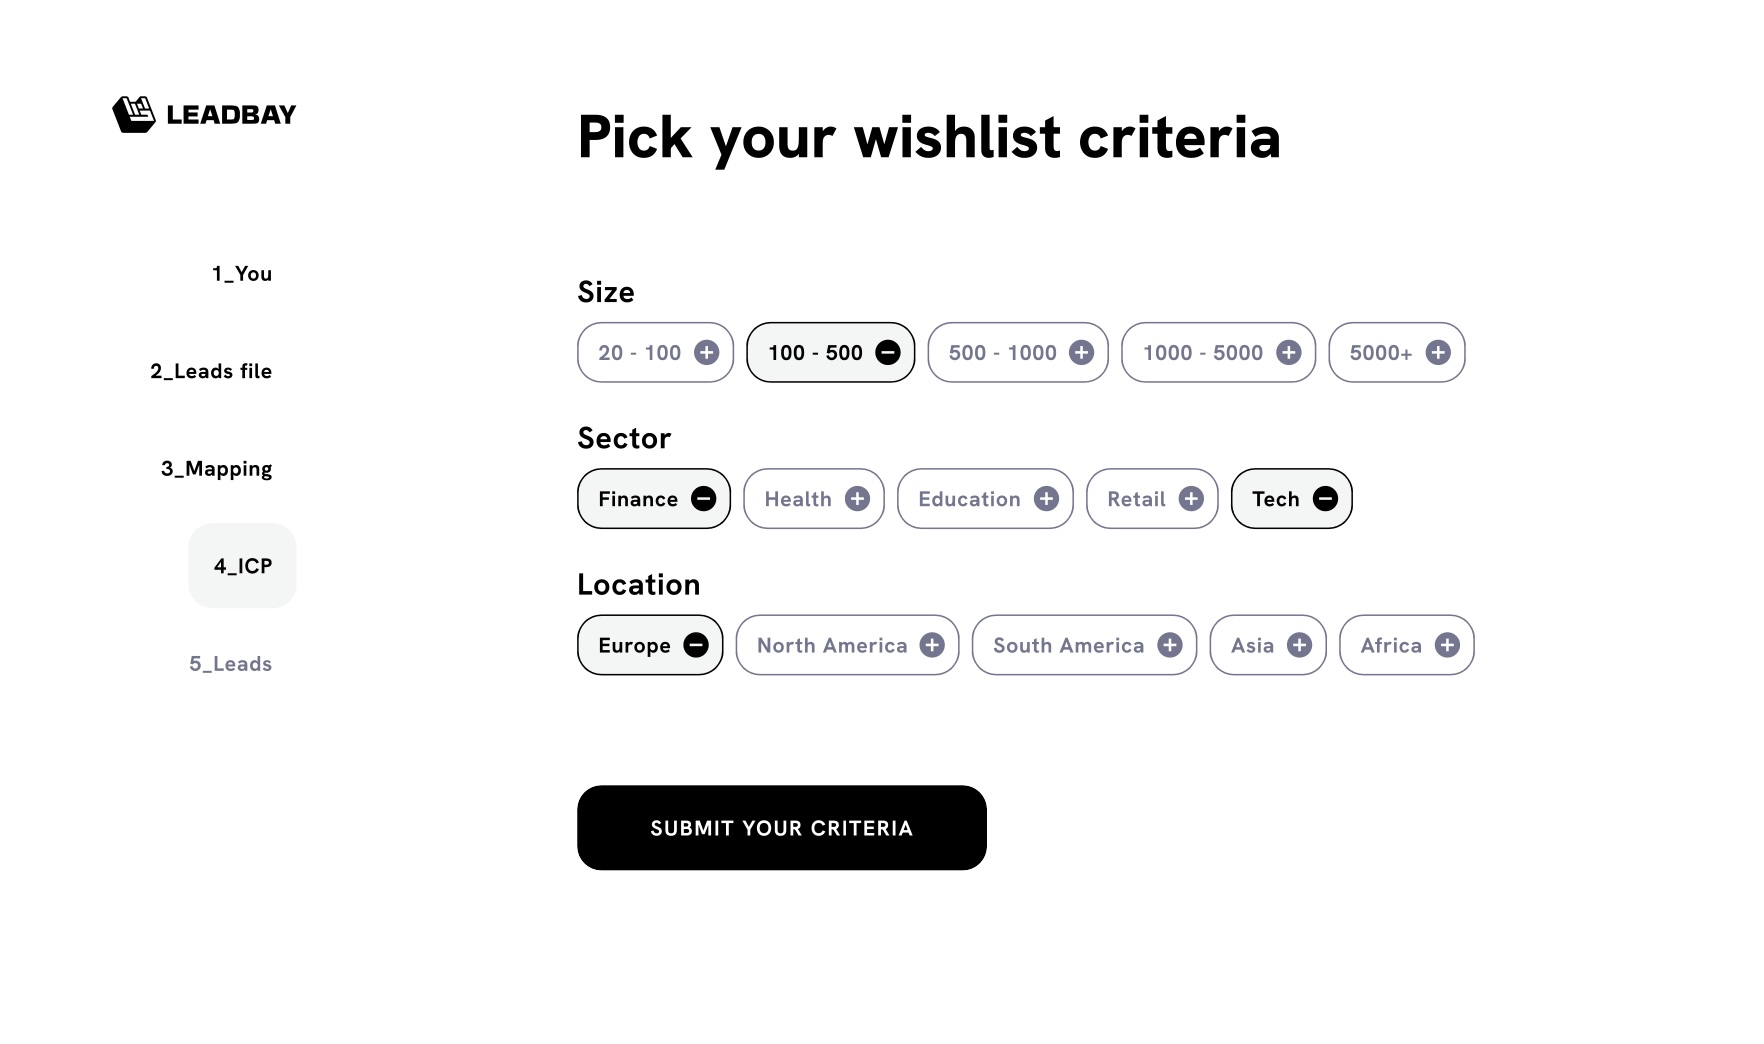 LEADBAY
1_You
2_Leads file
3_Mapping
4_ICP
5_Leads
Pick your wishlist criteria
Size
20 - 100 100 - 500 500 - 1000 1000 - 5000 5000+
Sector
Finance Health Education Retail Tech
Location
Europe North America South America Asia Africa
SUBMIT YOUR CRITERIA